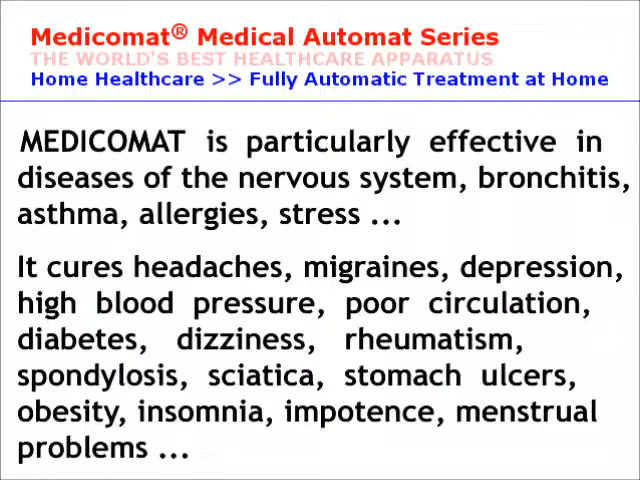 Medicomat® Medical Automat Series
THE WORLD'S BEST HEALTHCARE APPARATUS
Home Healthcare >> Fully Automatic Treatment at Home
MEDICOMAT is particularly effective in
diseases of the nervous system, bronchitis,
asthma, allergies, stress ...
It cures headaches, migraines, depression,
high blood pressure, poor circulation,
diabetes, dizziness, rheumatism,
spondylosis, sciatica, stomach ulcers,
obesity, insomnia, impotence, menstrual
problems ...